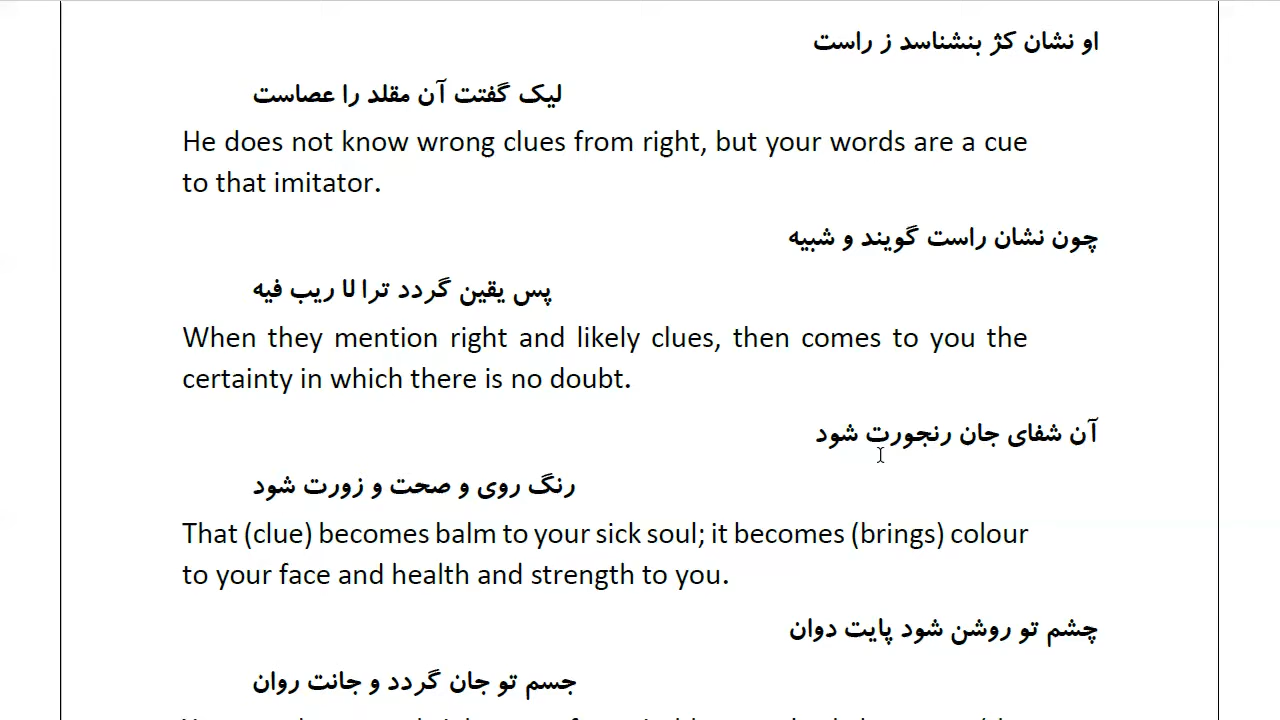 او نشان کژ بنشناسد ز راست
لیک گفتت آن مقلد را عصاست
He does not know wrong clues from right, but your words are a cue
to that imitator.
چون نشان راست گویند و شبیه
پس یقین گردد ترا لا ریب فیه
When they mention right and likely clues, then comes to you the
certainty in which there is no doubt.
آن شفای جان رنجورت شود
رنگ روی و صحت و زورت شود
That (clue) becomes balm to your sick soul; it becomes (brings) colour
to your face and health and strength to you.
چشم تو روشن شود پایت دوان
جسم تو جان گردد و جانت روان